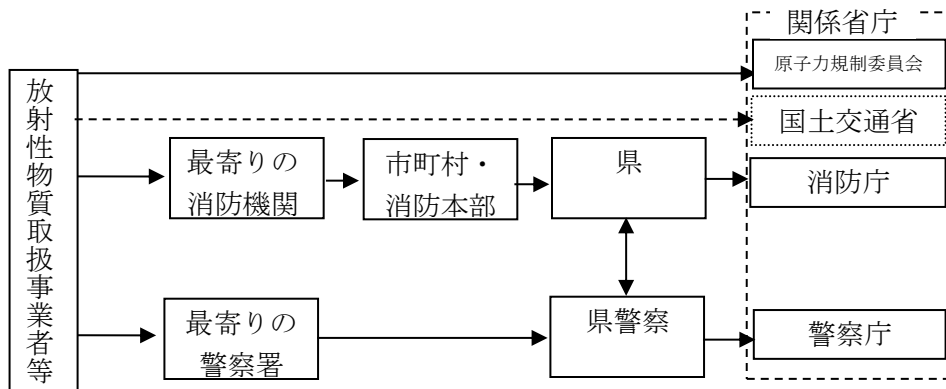 関係省庁
原子力規制委員会
放射性物質取扱事業者等
国土交通省
最寄りの
消防機関
市町村・
消防本部
県
消防庁
最寄りの
警察署
県警察
警察庁